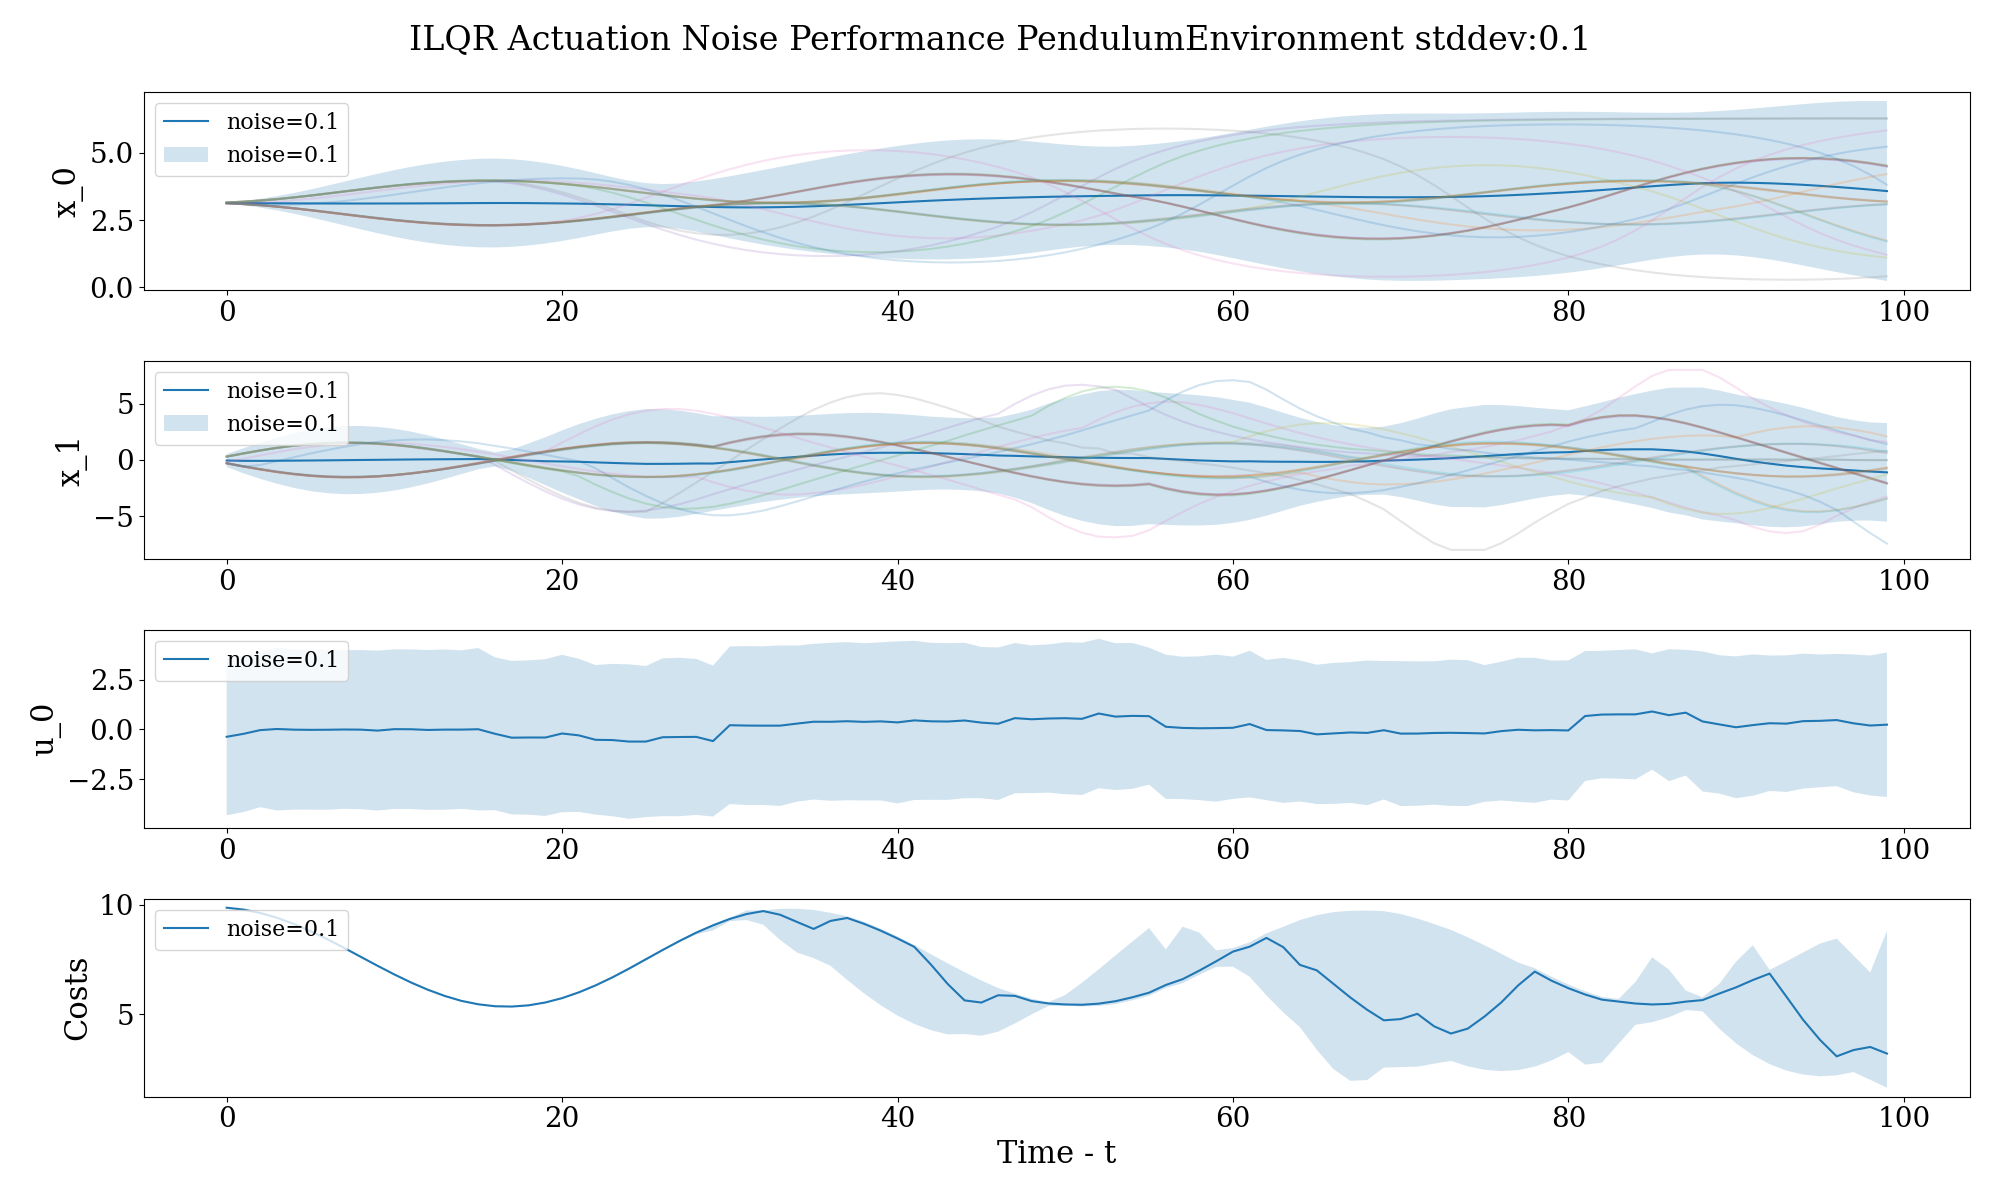 ILQR Actuation Noise Performance PendulumEnvironment stddev:0.1
noise=0.1
noise=0.1
x_0
5.0
2.5
0.0
0 20 40 60 80 100
noise=0.1
noise=0.1
x_1
5
0
−5
0 20 40 60 80 100
noise=0.1
u_0
2.5
0.0
−2.5
0 20 40 60 80 100
noise=0.1
Costs
10
5
0 20 40 60 80 100
Time - t